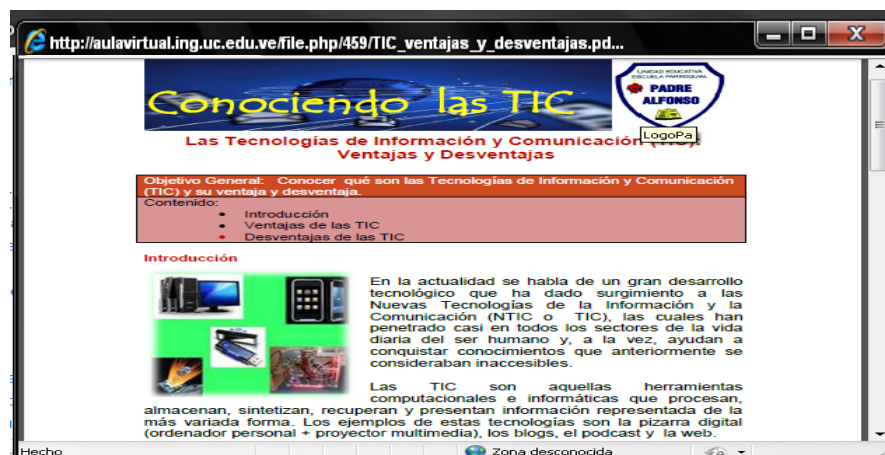 http://aulavirtual.ing.uc.edu.ve/file.php/459/TIC_ventajas_y_desventajas.pd...
Conociendo las TIC
UNIDAD EDUCATIVA
ESCUELA PARROQUIAL
PADRE
ALFONSO
LogoPa
Las Tecnologías de Información y Comunicación (TIC):
Ventajas y Desventajas
Objetivo General: Conocer qué son las Tecnologías de Información y Comunicación
(TIC) y su ventaja y desventaja.
Contenido:
• Introducción
• Ventajas de las TIC
• Desventajas de las TIC
Introducción
En la actualidad se habla de un gran desarrollo
tecnológico que ha dado surgimiento a las
Nuevas Tecnologías de la Información y la
Comunicación (NTIC o TIC), las cuales han
penetrado casi en todos los sectores de la vida
diaria del ser humano y, a la vez, ayudan a
conquistar conocimientos que anteriormente se
consideraban inaccesibles.
Las TIC son aquellas herramientas
computacionales e informáticas que procesan,
almacenan, sintetizan, recuperan y presentan información representada de la
más variada forma. Los ejemplos de estas tecnologías son la pizarra digital
(ordenador personal + proyector multimedia), los blogs, el podcast y la web.
Hecho
Zona desconocida